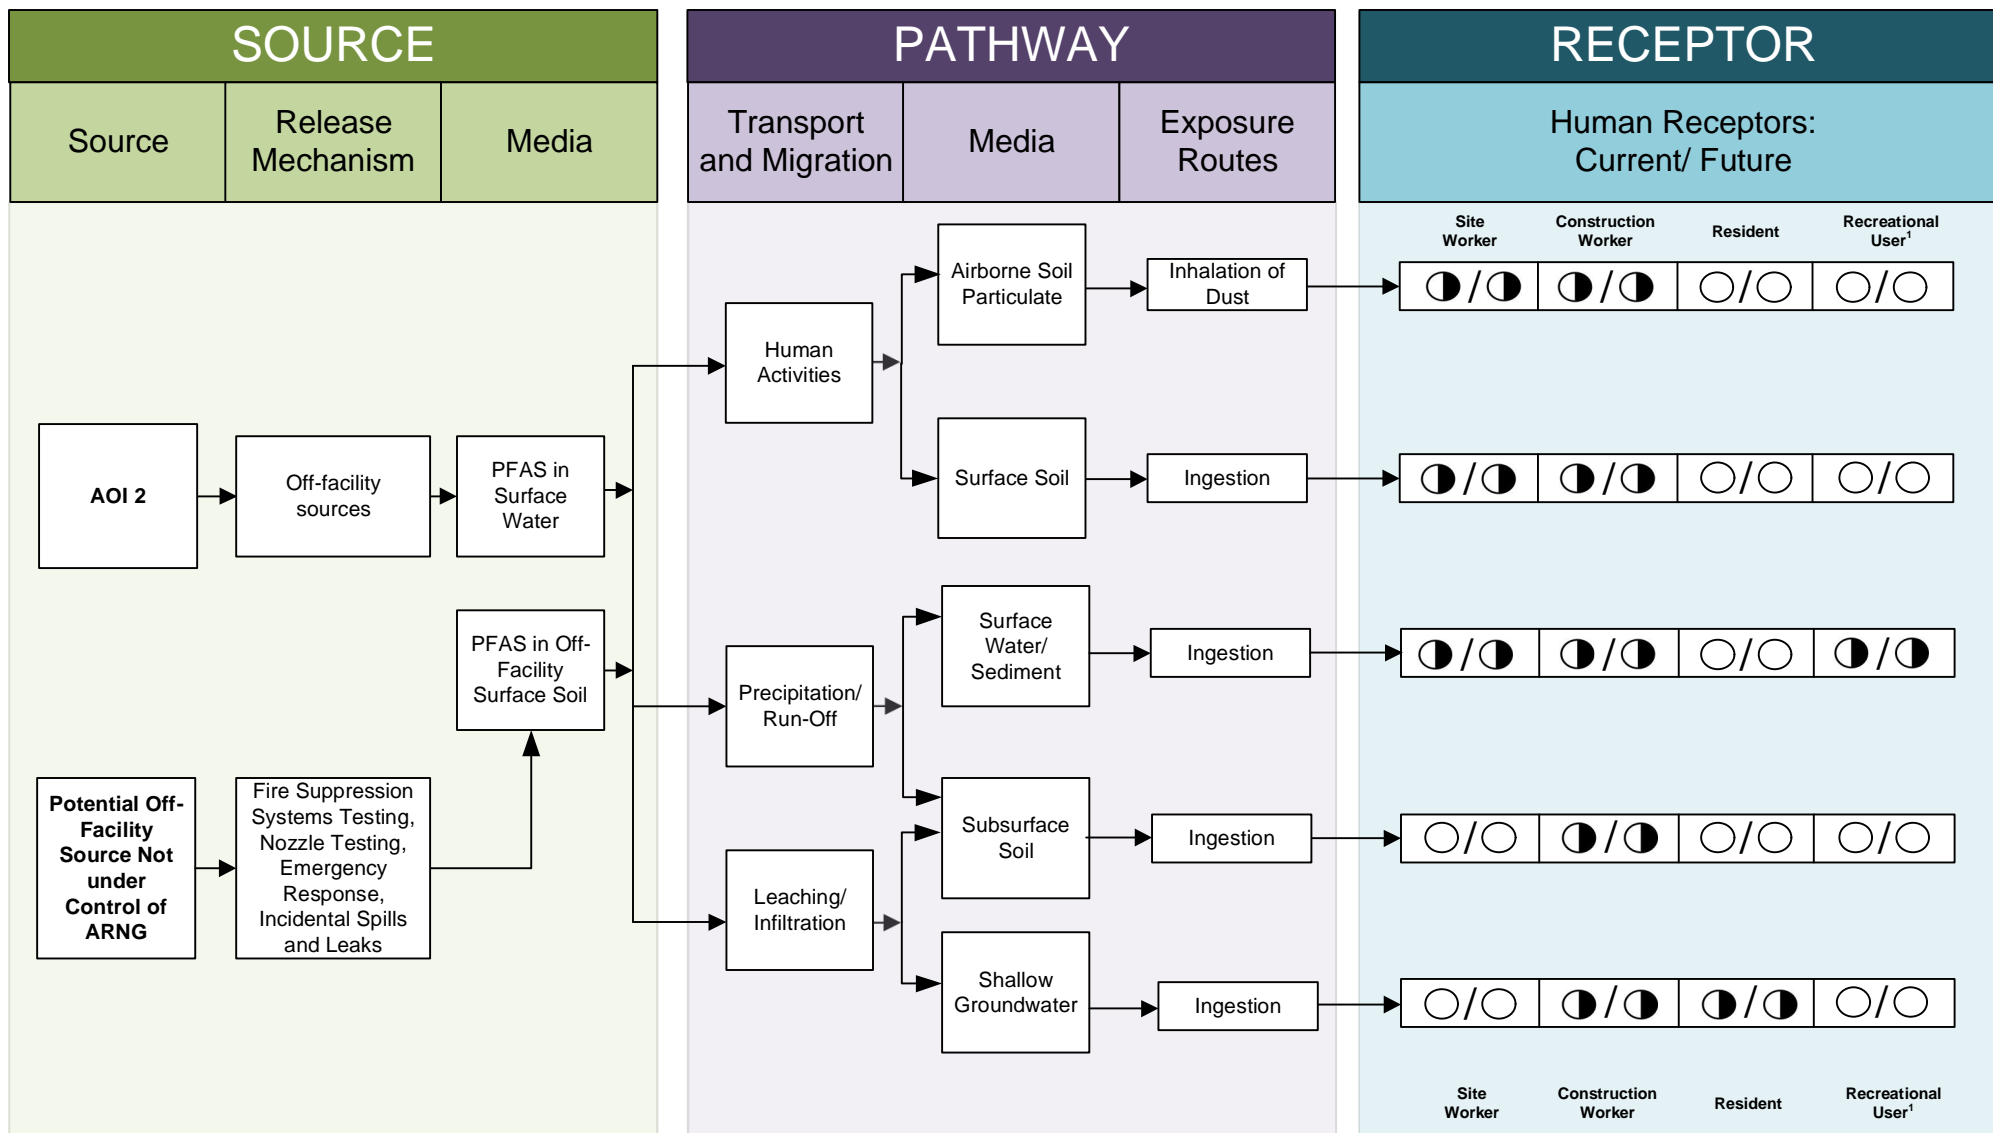 SOURCE
PATHWAY
RECEPTOR
Source
Release
Mechanism
Media
Transport
and Migration
Media
Exposure
Routes
Human Receptors:
Current/ Future
Site
Worker
Construction
Worker
Resident
Recreational
User¹
Airborne Soil
Particulate
Inhalation of
Dust
/
/
/
/
Human
Activities
AOI 2
Off-facility
sources
PFAS in
Surface
Water
Surface Soil
Ingestion
/
/
/
/
PFAS in Off-
Facility
Surface Soil
Precipitation/
Run-Off
Surface
Water/
Sediment
Ingestion
/
/
/
/
Potential Off-
Facility
Source Not
under
Control of
ARNG
Fire Suppression
Systems Testing,
Nozzle Testing,
Emergency
Response,
Incidental Spills
and Leaks
Subsurface
Soil
Ingestion
/
/
/
/
Leaching/
Infiltration
Shallow
Groundwater
Ingestion
/
/
/
/
Site
Worker
Construction
Worker
Resident
Recreational
User¹